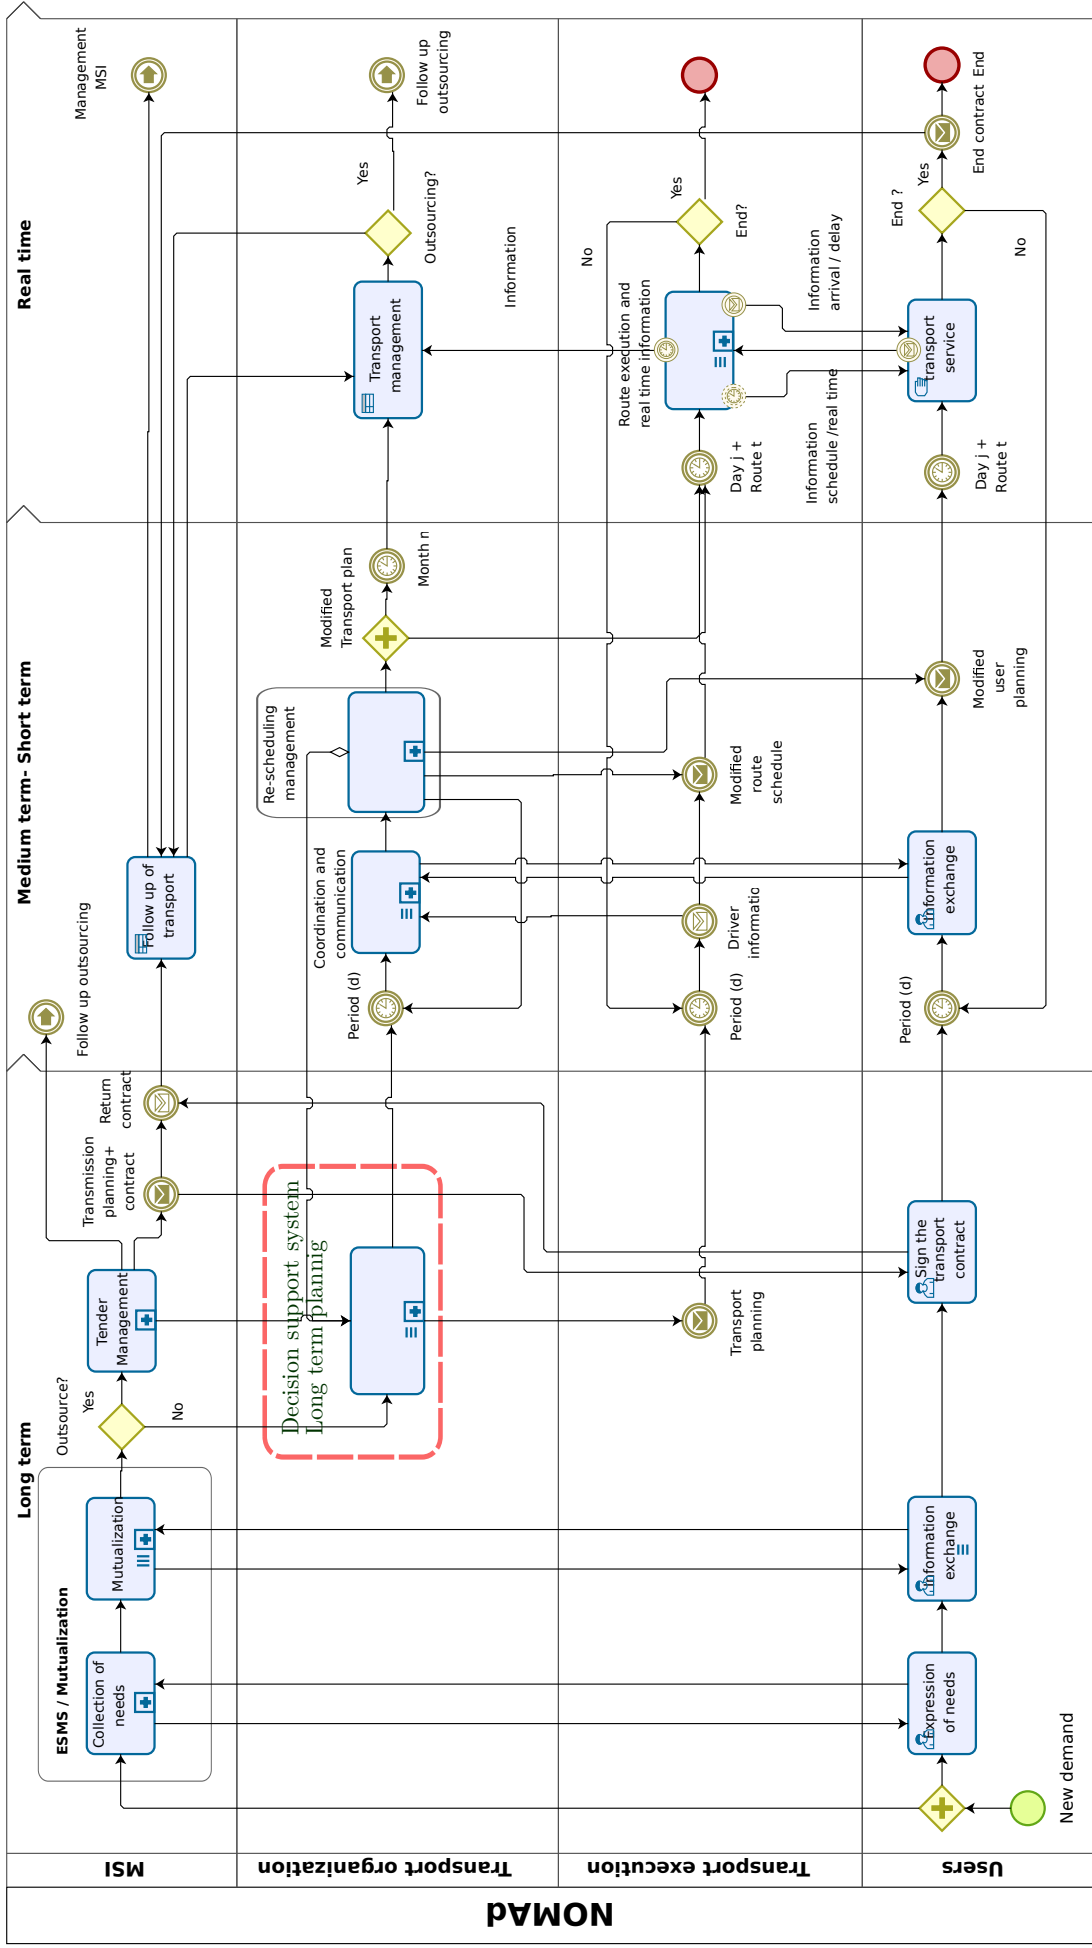 NOMAd
MSI
Transport organization
Transport execution
Users
Long term
Medium term- Short term
Real time
ESMS / Mutualization
Collection of
needs
Mutualization
Outsource?
Yes
No
Tender
Management
Transmission
planning+
contract
Return
contract
Follow up outsourcing
Follow up of
transport
Management
MSI
Decision support system
Long term plannig
Period (d)
Coordination and
communication
Re-scheduling
management
Modified
Transport plan
Month n
Transport
management
Outsourcing?
Yes
Follow up
outsourcing
Information
Transport
planning
Period (d)
Driver
informatio
Modified
route
schedule
Day j +
Route t
Route execution and
real time information
No
End?
Yes
Information
schedule /real time
Information
arrival / delay
New demand
Expression
of needs
Information
exchange
Sign the
transport
contract
Period (d)
Information
exchange
Modified
user
planning
Day j +
Route t
transport
service
End ?
Yes
No
End contract
End